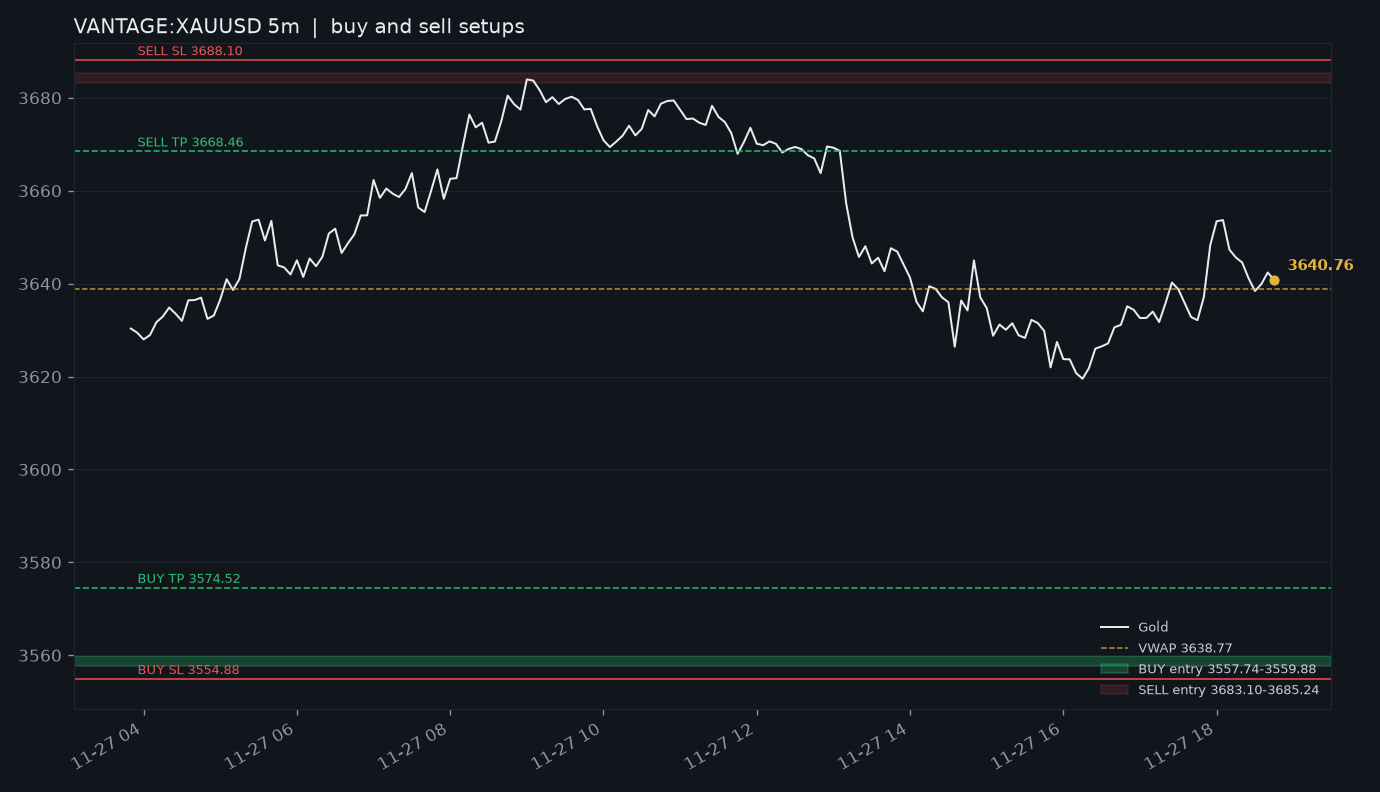 VANTAGE:XAUUSD 5m | buy and sell setups
SELL SL 3688.10
3680
SELL TP 3668.46
3660
3640.76
3640
3620
3600
3580
BUY TP 3574.52
Gold
VWAP 3638.77
3560
BUY SL 3554.88
BUY entry 3557.74-3559.88
SELL entry 3683.10-3685.24
11-27 04
11-27 06
11-27 08
11-27 10
11-27 12
11-27 14
11-27 16
11-27 18